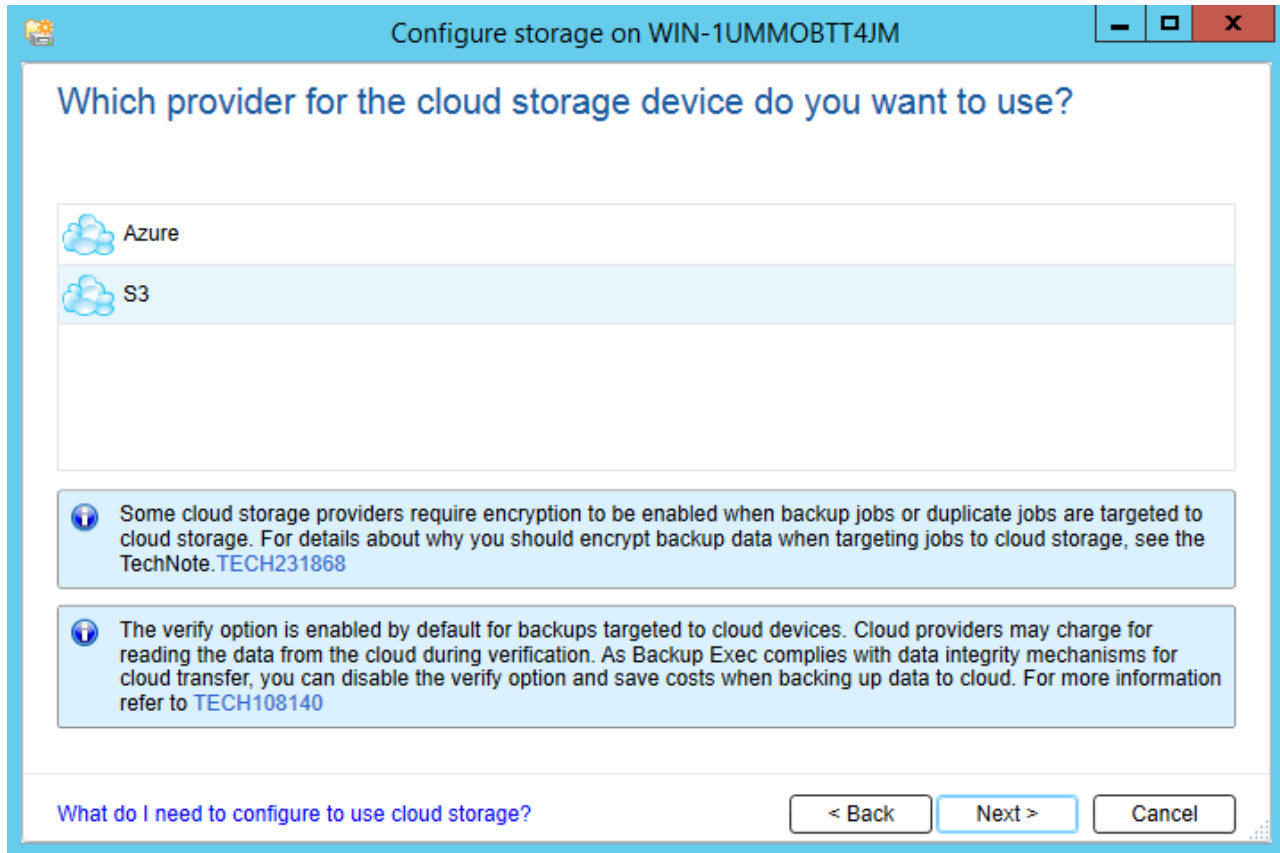 Configure storage on WIN-1UMMOBTT4JM
Which provider for the cloud storage device do you want to use?
Azure
S3
Some cloud storage providers require encryption to be enabled when backup jobs or duplicate jobs are targeted to
cloud storage. For details about why you should encrypt backup data when targeting jobs to cloud storage, see the
TechNote.TECH231868
The verify option is enabled by default for backups targeted to cloud devices. Cloud providers may charge for
reading the data from the cloud during verification. As Backup Exec complies with data integrity mechanisms for
cloud transfer, you can disable the verify option and save costs when backing up data to cloud. For more information
refer to TECH108140
What do I need to configure to use cloud storage?
< Back
Next >
Cancel